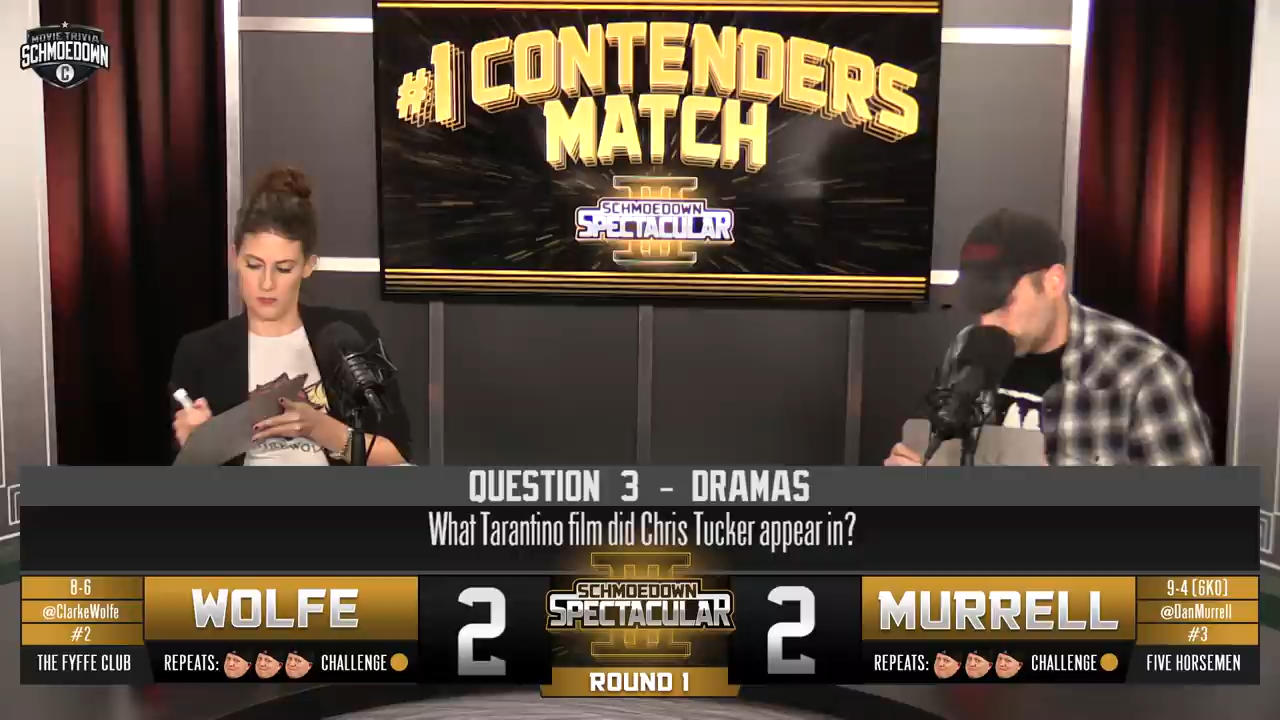 MOVIE TRIVIA
SCHMOEDOWN
C
#1 CONTENDERS
MATCH
SCHMOEDOWN
SPECTACULAR
III
QUESTION 3 - DRAMAS
What Tarantino film did Chris Tucker appear in?
8-6
@ClarkeWolfe
#2
THE FYFFE CLUB
WOLFE
REPEATS: CHALLENGE
2
SCHMOEDOWN
SPECTACULAR
III
ROUND 1
2
MURRELL
REPEATS: CHALLENGE
9-4 (6KO)
@DanMurrell
#3
FIVE HORSEMEN